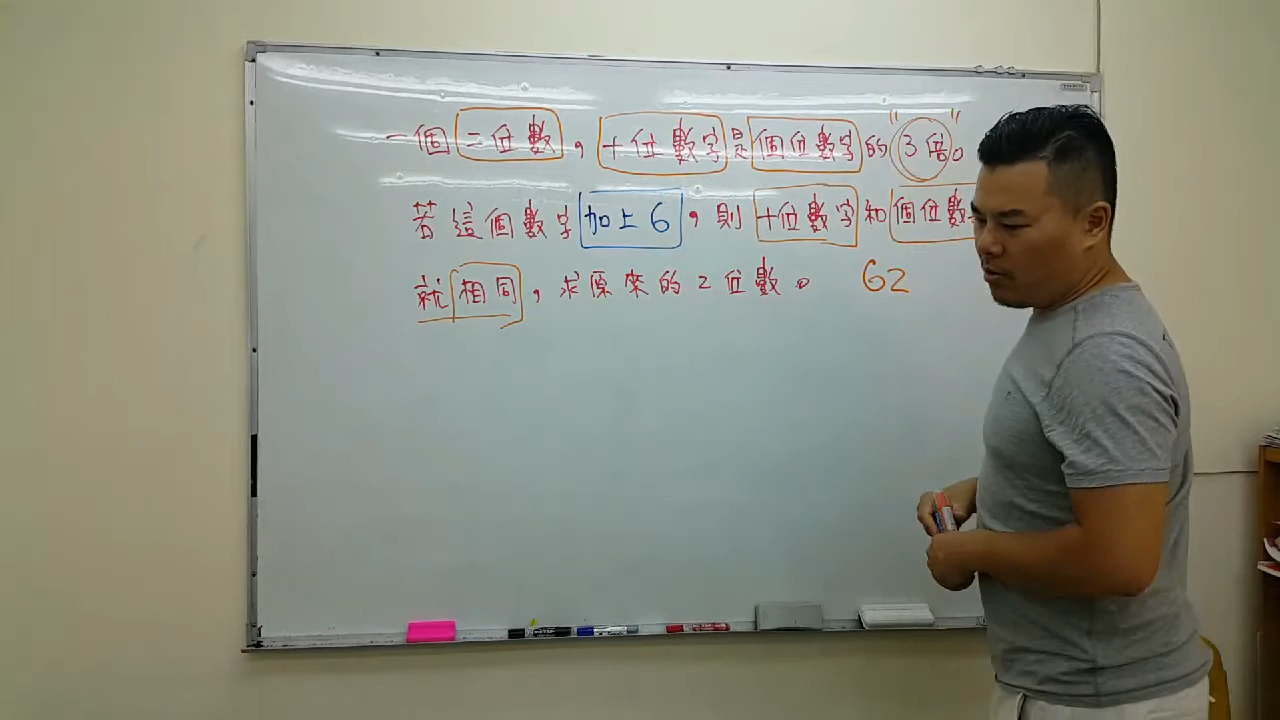 一個二位數，十位數字是個位數字的"3倍"。
若這個數字加上6，則十位數字和個位數
就相同，求原來的2位數。 62